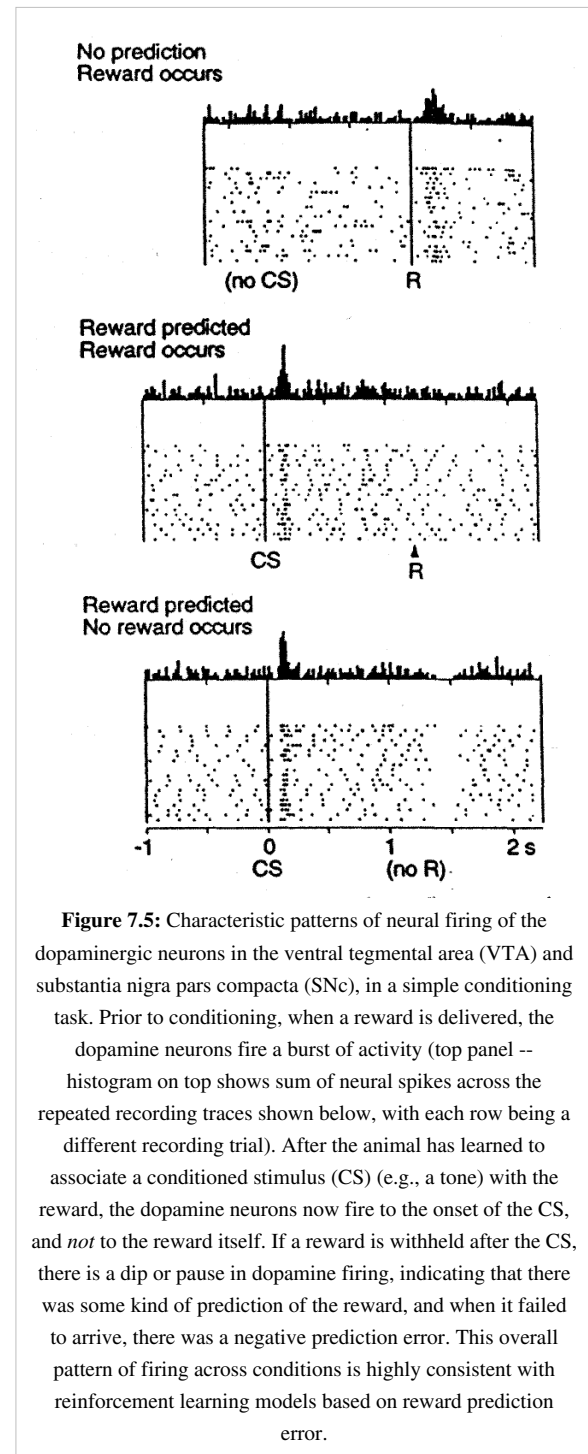 No prediction
Reward occurs
(no CS) R
Reward predicted
Reward occurs
CS R
Reward predicted
No reward occurs
-1 0 1 2 s
CS (no R)
Figure 7.5: Characteristic patterns of neural firing of the
dopaminergic neurons in the ventral tegmental area (VTA) and
substantia nigra pars compacta (SNc), in a simple conditioning
task. Prior to conditioning, when a reward is delivered, the
dopamine neurons fire a burst of activity (top panel --
histogram on top shows sum of neural spikes across the
repeated recording traces shown below, with each row being a
different recording trial). After the animal has learned to
associate a conditioned stimulus (CS) (e.g., a tone) with the
reward, the dopamine neurons now fire to the onset of the CS,
and not to the reward itself. If a reward is withheld after the CS,
there is a dip or pause in dopamine firing, indicating that there
was some kind of prediction of the reward, and when it failed
to arrive, there was a negative prediction error. This overall
pattern of firing across conditions is highly consistent with
reinforcement learning models based on reward prediction
error.